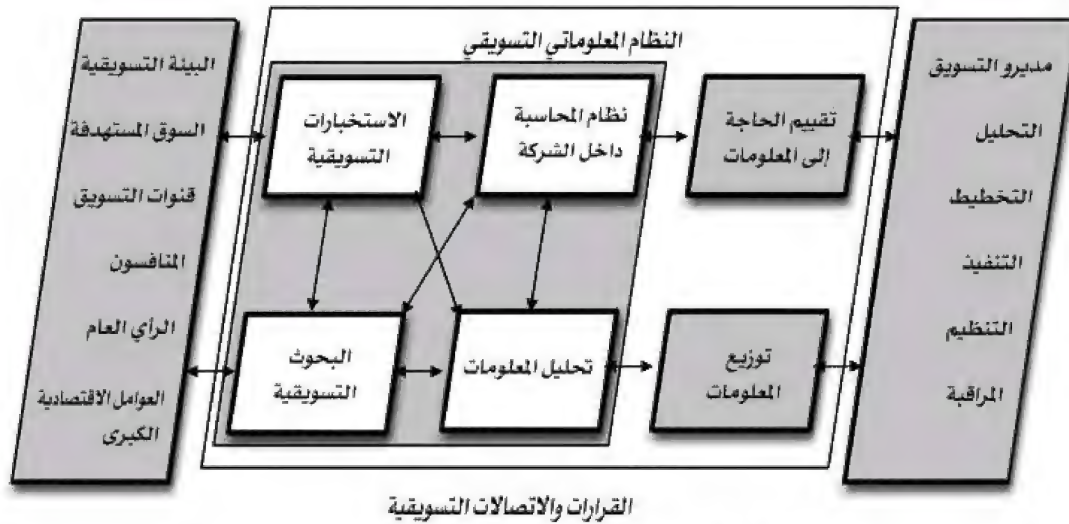 النظام المعلوماتي التسويقي
مديرو التسويق
التحليل
التخطيط
التنفيذ
التنظيم
المراقبة
تقييم الحاجة
إلى المعلومات
توزيع
المعلومات
نظام المحاسبة
داخل الشركة
تحليل المعلومات
الاستخبارات
التسويقية
البحوث
التسويقية
البيئة التسويقية
السوق المستهدفة
قنوات التسويق
المنافسون
الرأي العام
العوامل الاقتصادية
الكبرى
القرارات والاتصالات التسويقية